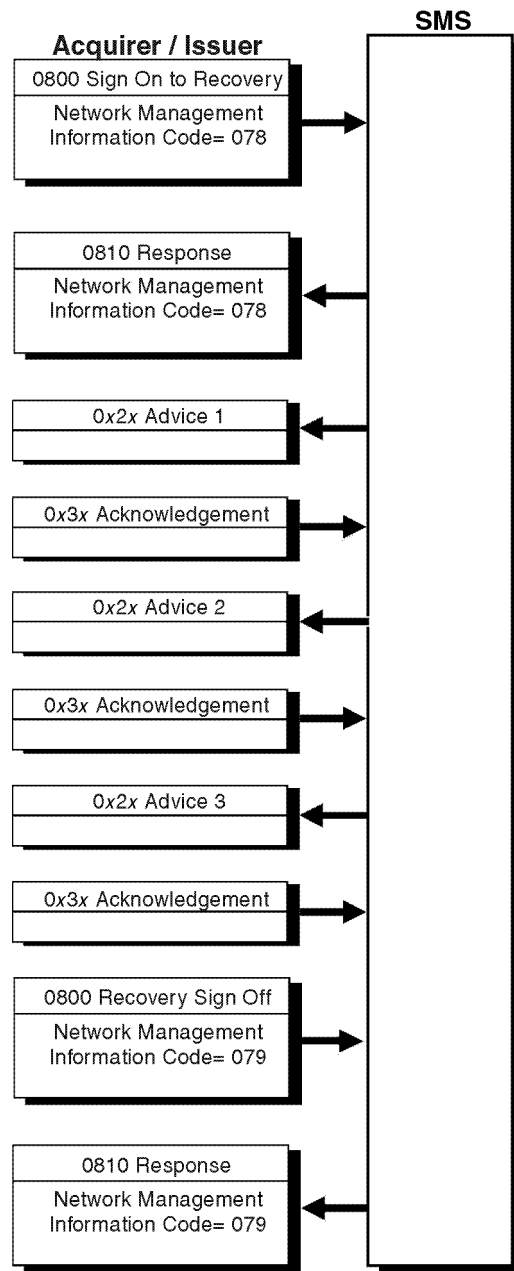 SMS
Acquirer / Issuer
0800 Sign On to Recovery
Network Management
Information Code= 078
0810 Response
Network Management
Information Code= 078
0x2x Advice 1
0x3x Acknowledgement
0x2x Advice 2
0x3x Acknowledgement
0x2x Advice 3
0x3x Acknowledgement
0800 Recovery Sign Off
Network Management
Information Code= 079
0810 Response
Network Management
Information Code= 079